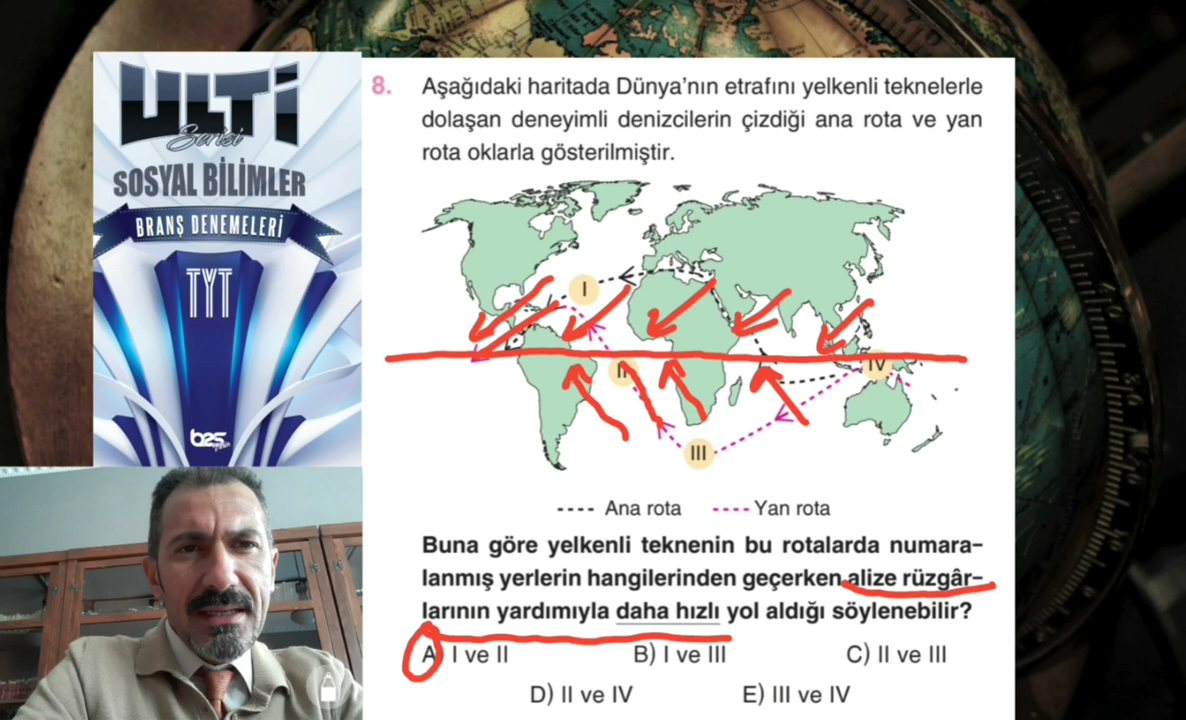 ULTİ
Serisi
SOSYAL BİLİMLER
BRANŞ DENEMELERİ
TYT
8. Aşağıdaki haritada Dünya'nın etrafını yelkenli teknelerle
dolaşan deneyimli denizcilerin çizdiği ana rota ve yan
rota oklarla gösterilmiştir.
I
II
IV
III
Ana rota Yan rota
Buna göre yelkenli teknenin bu rotalarda numara-
lanmış yerlerin hangilerinden geçerken alize rüzgâr-
larının yardımıyla daha hızlı yol aldığı söylenebilir?
A) I ve II B) I ve III C) II ve III
D) II ve IV E) III ve IV